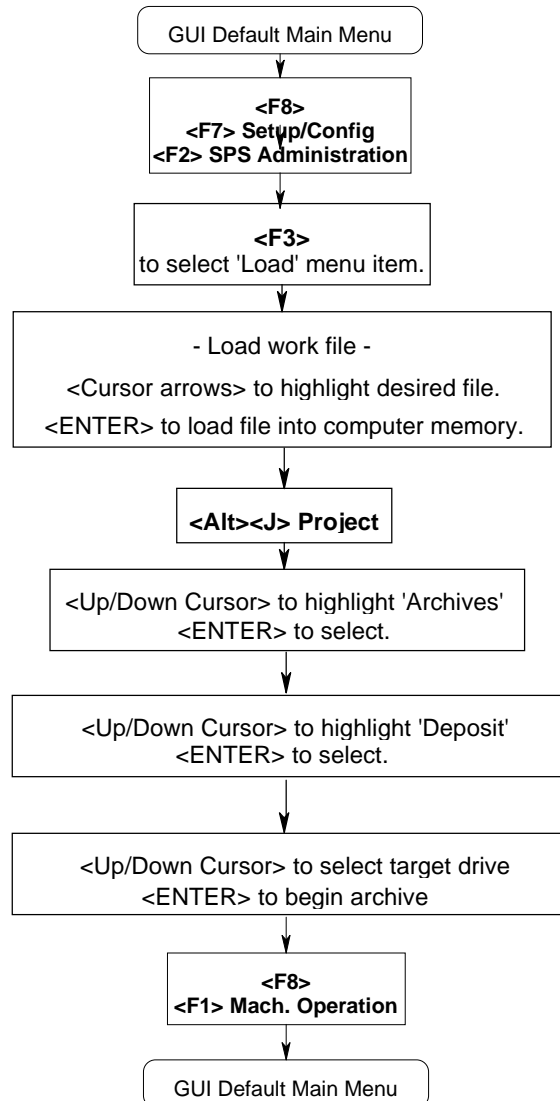 GUI Default Main Menu
<F8>
<F7> Setup/Config
<F2> SPS Administration
<F3>
to select 'Load' menu item.
- Load work file -
<Cursor arrows> to highlight desired file.
<ENTER> to load file into computer memory.
<Alt><J> Project
<Up/Down Cursor> to highlight 'Archives'
<ENTER> to select.
<Up/Down Cursor> to highlight 'Deposit'
<ENTER> to select.
<Up/Down Cursor> to select target drive
<ENTER> to begin archive
<F8>
<F1> Mach. Operation
GUI Default Main Menu